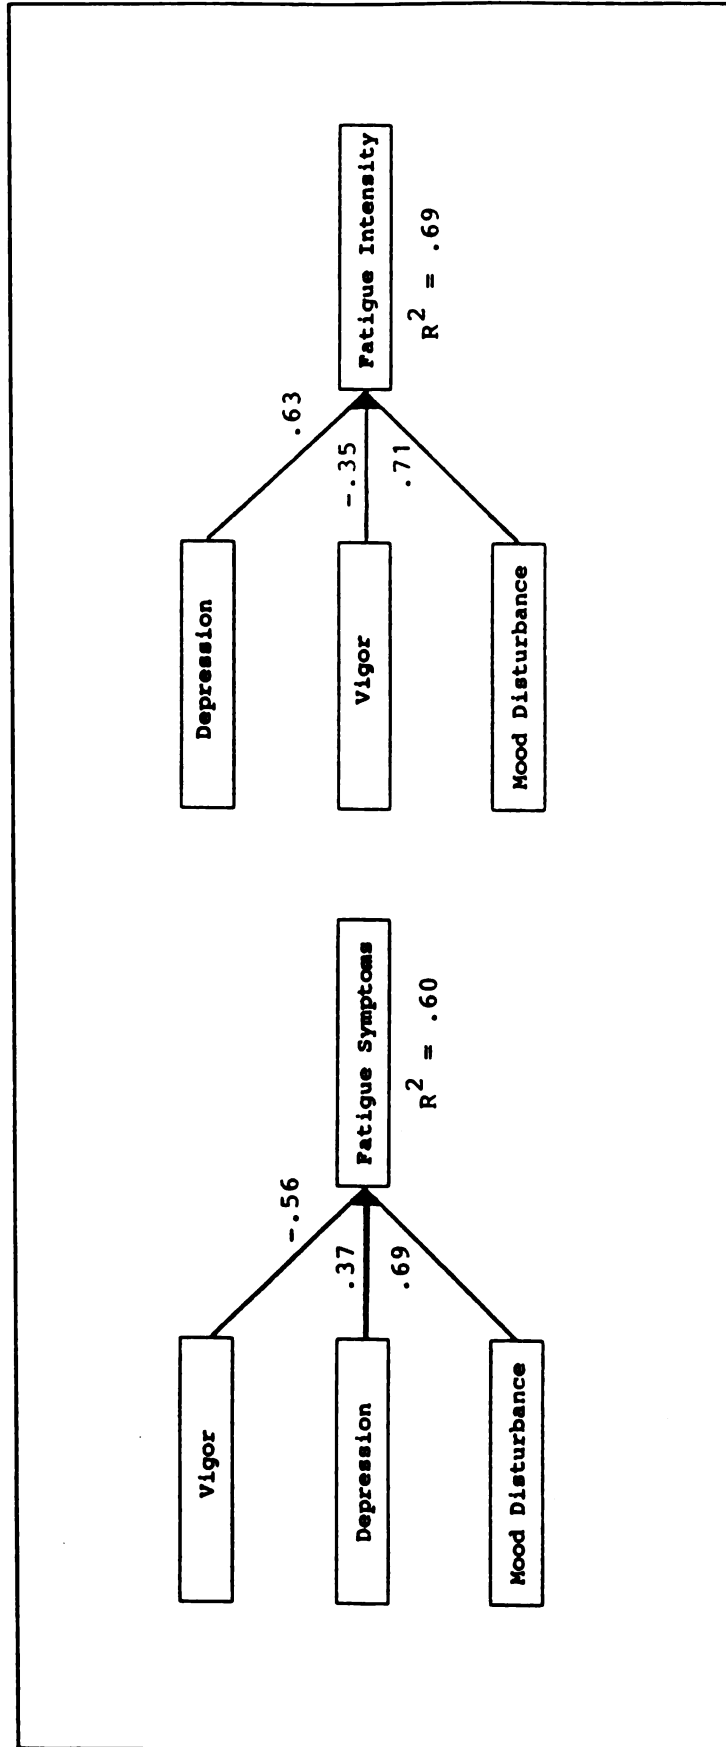 Vigor
-.56
Depression
.37
Fatigue Symptoms
.69
R² = .60
Mood Disturbance
Depression
.63
Vigor
-.35
Fatigue Intensity
.71
R² = .69
Mood Disturbance